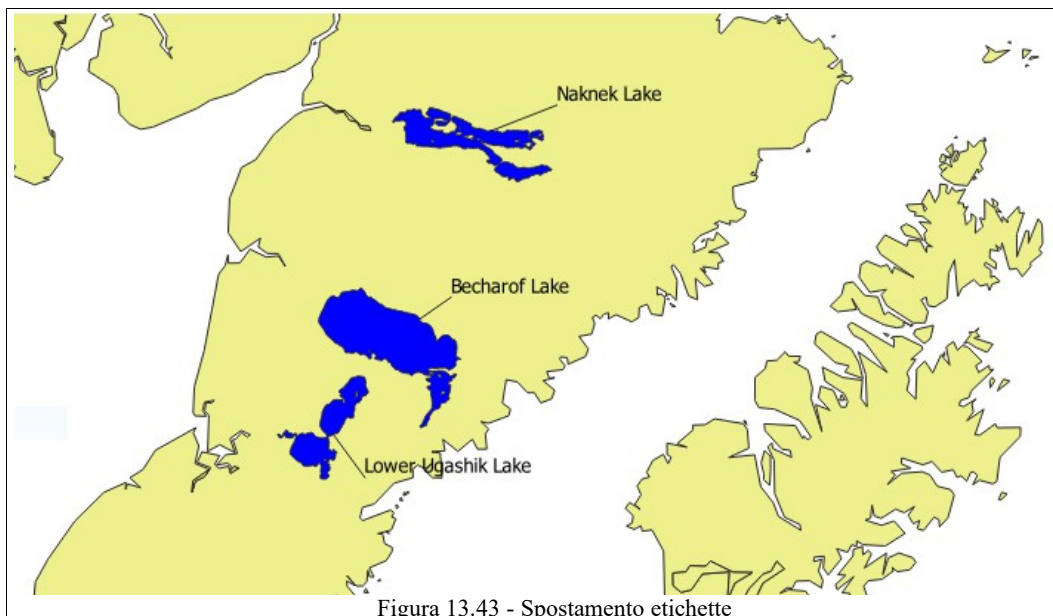 Naknek Lake
Becharof Lake
Lower Ugashik Lake
Figura 13.43 - Spostamento etichette